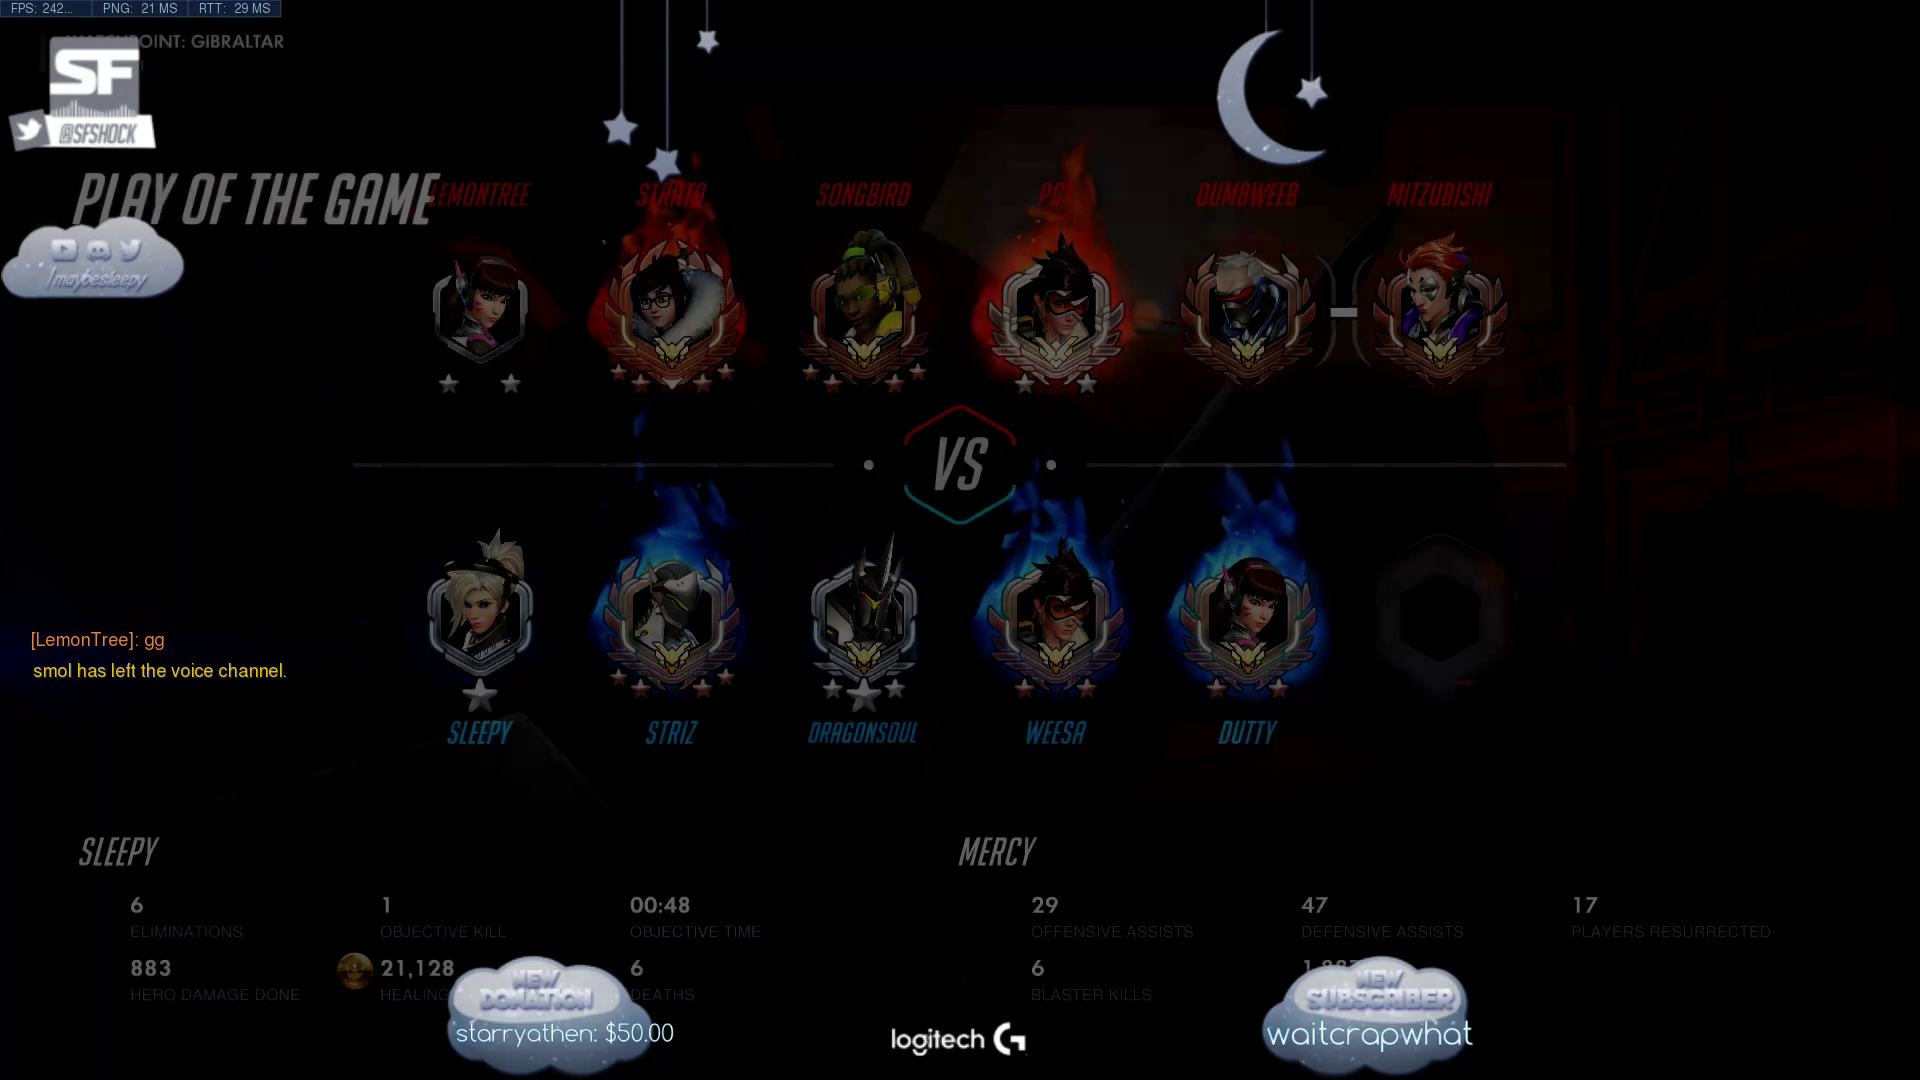 FPS: 242... PNG: 21 MS RTT: 29 MS
POINT: GIBRALTAR
SF
@SFSHOCK
PLAY OF THE GAME
LEMONTREE STRATO SONGBIRD PGT DUMBWEEB MITZUBISHI
/maybesleepy
VS
[LemonTree]: gg
smol has left the voice channel.
SLEEPY STRIZ DRAGONSOUL WEESA DUTTY
SLEEPY MERCY
6 1 00:48 29 47 17
ELIMINATIONS OBJECTIVE KILL OBJECTIVE TIME OFFENSIVE ASSISTS DEFENSIVE ASSISTS PLAYERS RESURRECTED
883 21,128 6 6
HERO DAMAGE DONE HEALING DEATHS BLASTER KILLS
NEW DONATION
starryathen: $50.00
logitech G
NEW SUBSCRIBER
waitcrapwhat